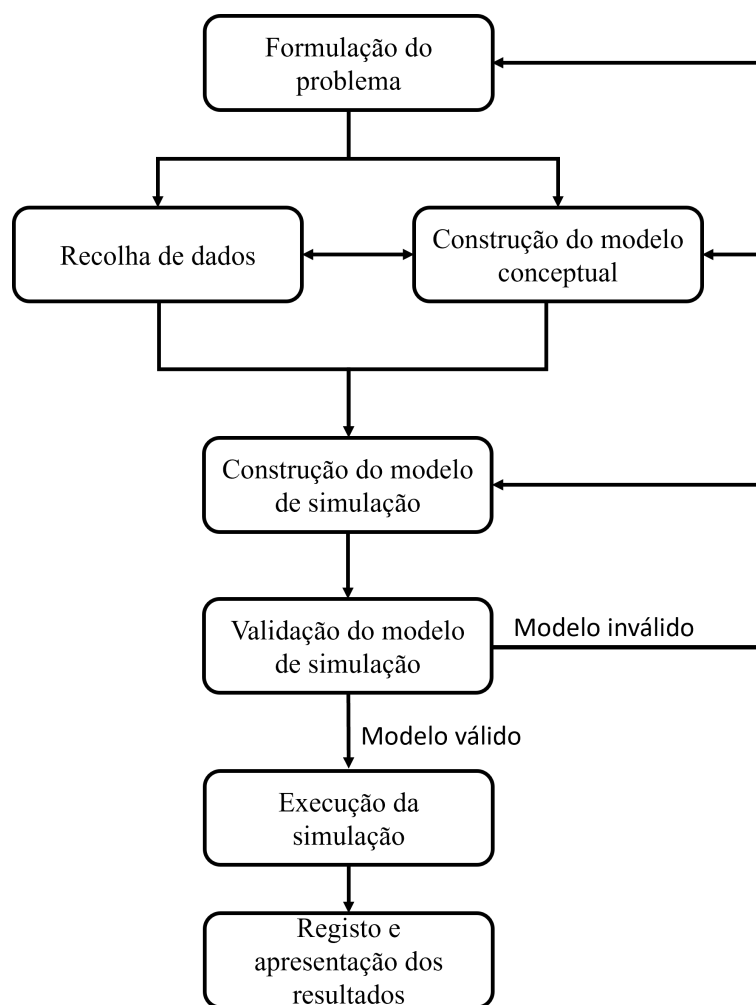 Formulação do
problema
Recolha de dados
Construção do modelo
conceptual
Construção do modelo
de simulação
Validação do modelo
de simulação
Modelo inválido
Modelo válido
Execução da
simulação
Registo e
apresentação dos
resultados